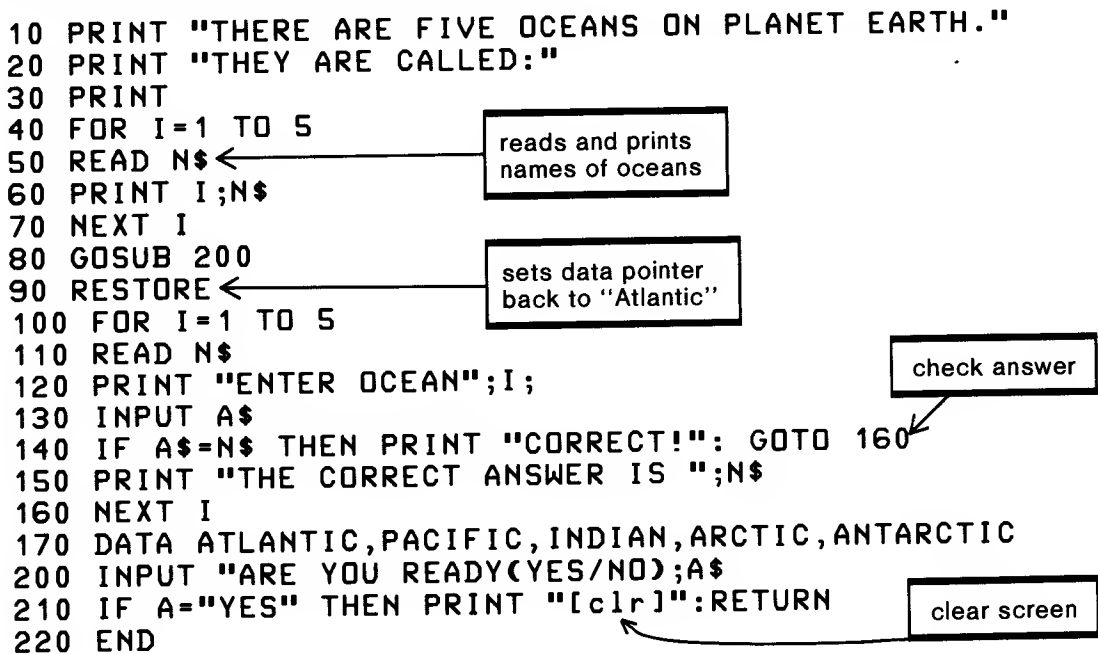 10 PRINT "THERE ARE FIVE OCEANS ON PLANET EARTH."
20 PRINT "THEY ARE CALLED:"
30 PRINT
40 FOR I=1 TO 5
50 READ N$
reads and prints
names of oceans
60 PRINT I;N$
70 NEXT I
80 GOSUB 200
90 RESTORE
sets data pointer
back to "Atlantic"
100 FOR I=1 TO 5
110 READ N$
120 PRINT "ENTER OCEAN";I;
check answer
130 INPUT A$
140 IF A$=N$ THEN PRINT "CORRECT!": GOTO 160
150 PRINT "THE CORRECT ANSWER IS ";N$
160 NEXT I
170 DATA ATLANTIC,PACIFIC,INDIAN,ARCTIC,ANTARCTIC
200 INPUT "ARE YOU READY(YES/NO);A$
210 IF A="YES" THEN PRINT "[clr]":RETURN
clear screen
220 END